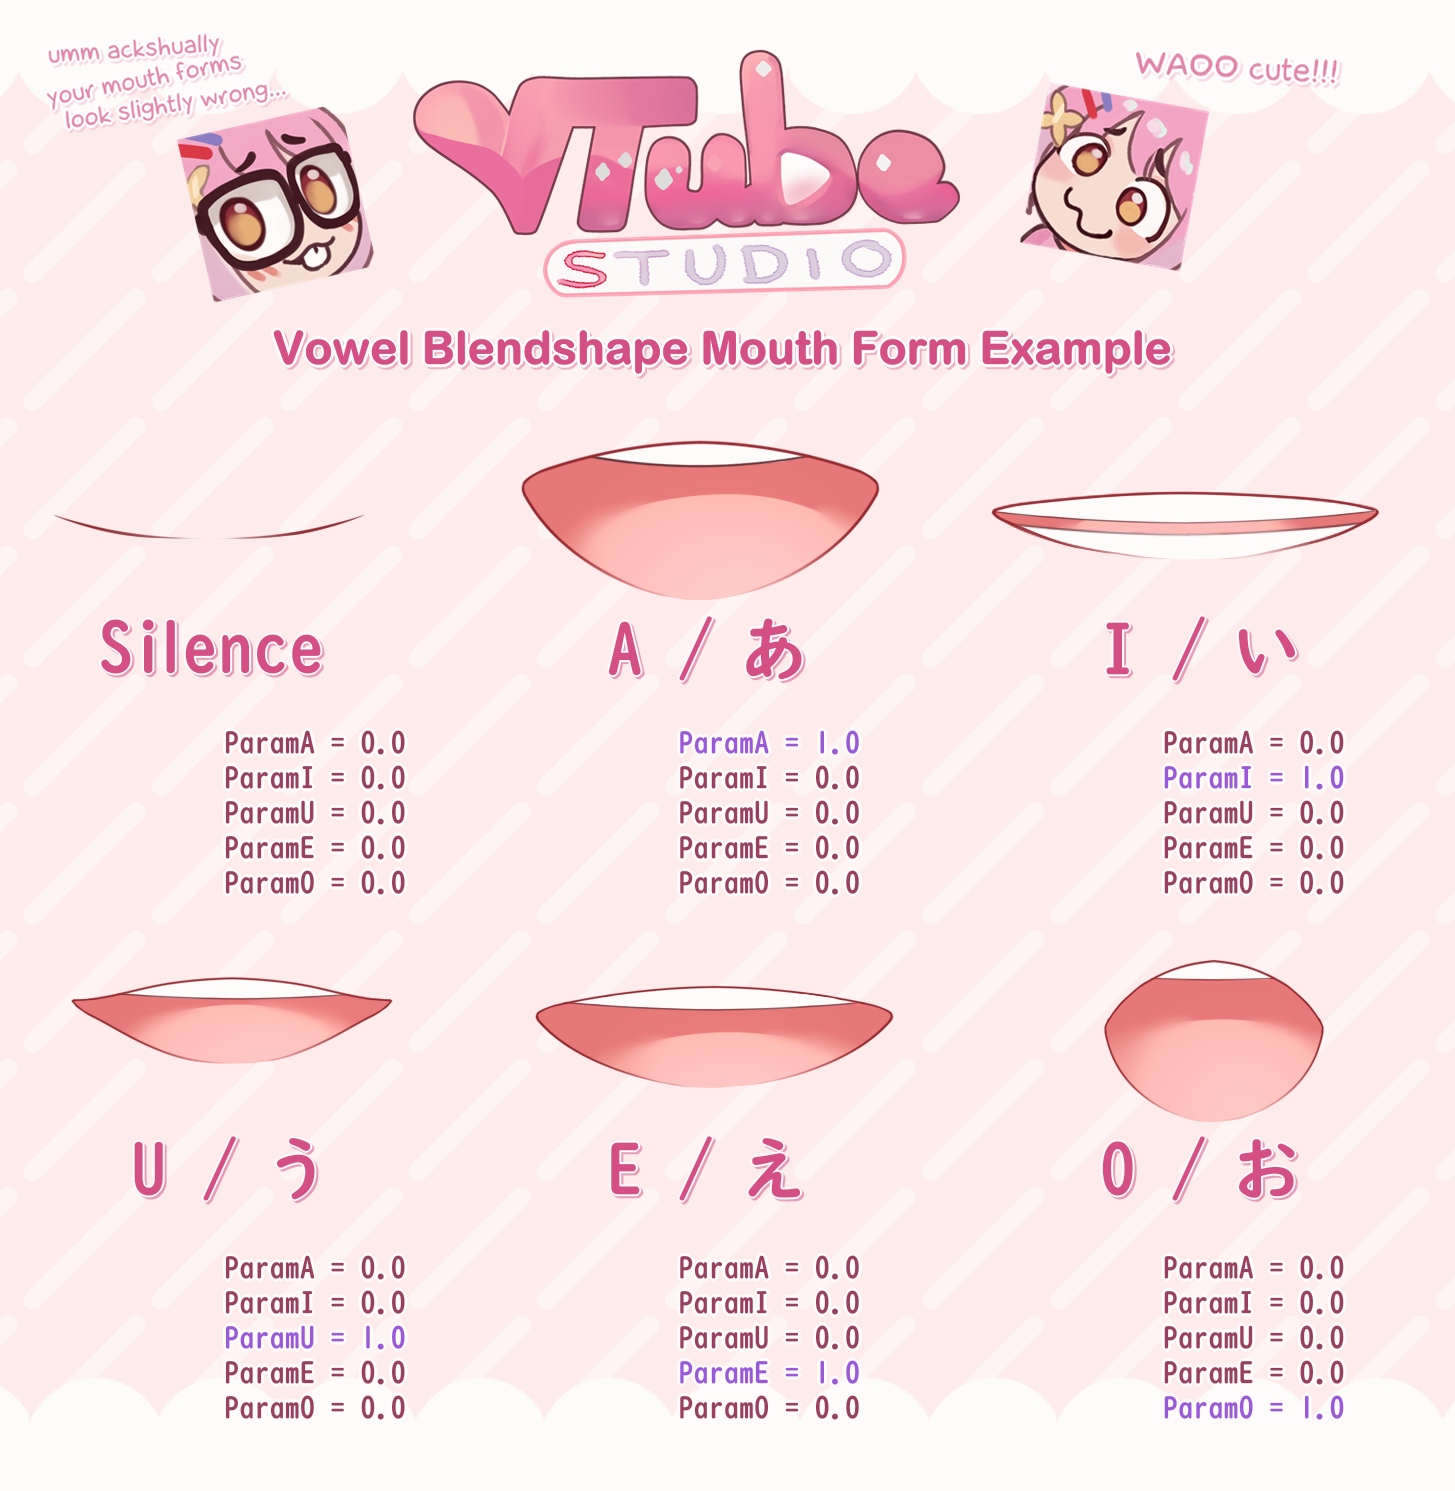 umm ackshually
your mouth forms
look slightly wrong...
WAOO cute!!!
VTube
STUDIO
Vowel Blendshape Mouth Form Example
Silence
A / あ
I / い
ParamA = 0.0
ParamI = 0.0
ParamU = 0.0
ParamE = 0.0
ParamO = 0.0
ParamA = 1.0
ParamI = 0.0
ParamU = 0.0
ParamE = 0.0
ParamO = 0.0
ParamA = 0.0
ParamI = 1.0
ParamU = 0.0
ParamE = 0.0
ParamO = 0.0
U / う
E / え
O / お
ParamA = 0.0
ParamI = 0.0
ParamU = 1.0
ParamE = 0.0
ParamO = 0.0
ParamA = 0.0
ParamI = 0.0
ParamU = 0.0
ParamE = 1.0
ParamO = 0.0
ParamA = 0.0
ParamI = 0.0
ParamU = 0.0
ParamE = 0.0
ParamO = 1.0